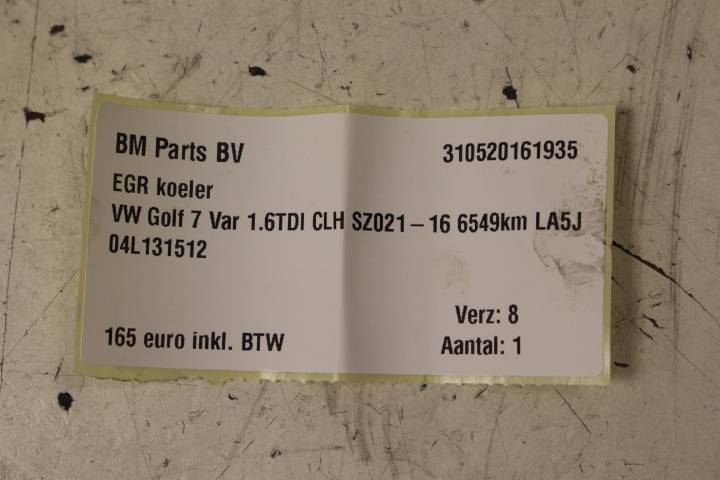 BM Parts BV 310520161935
EGR koeler
VW Golf 7 Var 1.6TDI CLH SZ021 – 16 6549km LA5J
04L131512
Verz: 8
165 euro inkl. BTW Aantal: 1